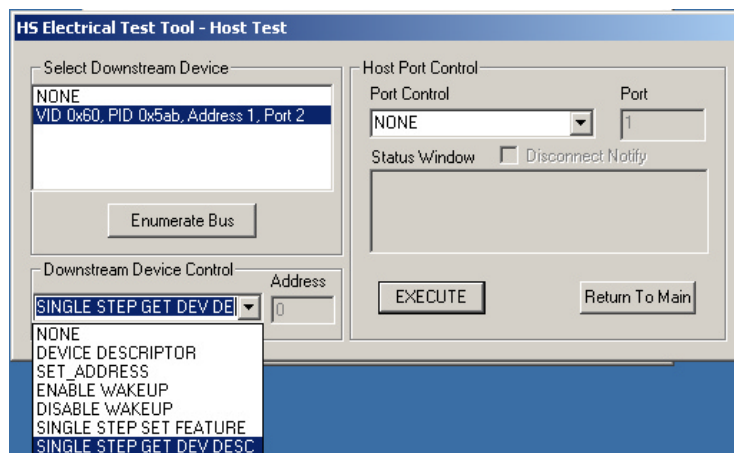 HS Electrical Test Tool - Host Test
Select Downstream Device
NONE
VID 0x60, PID 0x5ab, Address 1, Port 2
Enumerate Bus
Downstream Device Control
Address
SINGLE STEP GET DEV DE
0
NONE
DEVICE DESCRIPTOR
SET_ADDRESS
ENABLE WAKEUP
DISABLE WAKEUP
SINGLE STEP SET FEATURE
SINGLE STEP GET DEV DESC
Host Port Control
Port Control
Port
NONE
1
Status Window
Disconnect Notify
EXECUTE
Return To Main